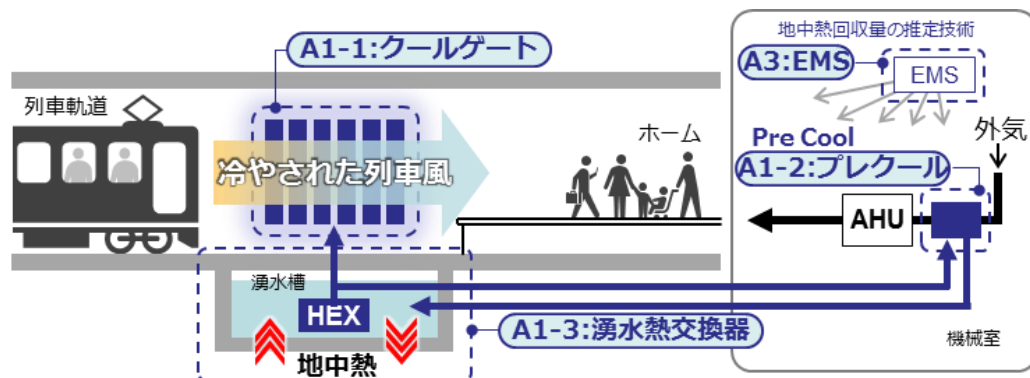 地中熱回収量の推定技術
A1-1:クールゲート
A3:EMS
EMS
列車軌道
ホーム
外気
Pre Cool
冷やされた列車風
A1-2:プレクール
AHU
湧水槽
HEX
A1-3:湧水熱交換器
機械室
地中熱